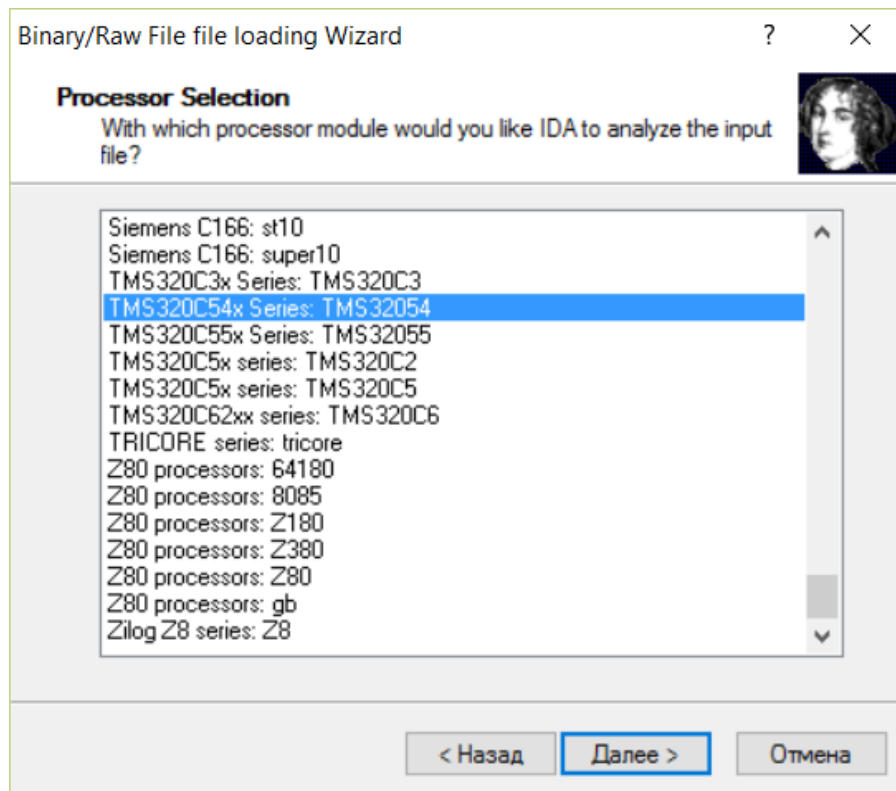 Binary/Raw File file loading Wizard
?
Processor Selection
With which processor module would you like IDA to analyze the input
file?
Siemens C166: st10
Siemens C166: super10
TMS320C3x Series: TMS320C3
TMS320C54x Series: TMS32054
TMS320C55x Series: TMS32055
TMS320C5x series: TMS320C2
TMS320C5x series: TMS320C5
TMS320C62xx series: TMS320C6
TRICORE series: tricore
Z80 processors: 64180
Z80 processors: 8085
Z80 processors: Z180
Z80 processors: Z380
Z80 processors: Z80
Z80 processors: gb
Zilog Z8 series: Z8
< Назад Далее > Отмена